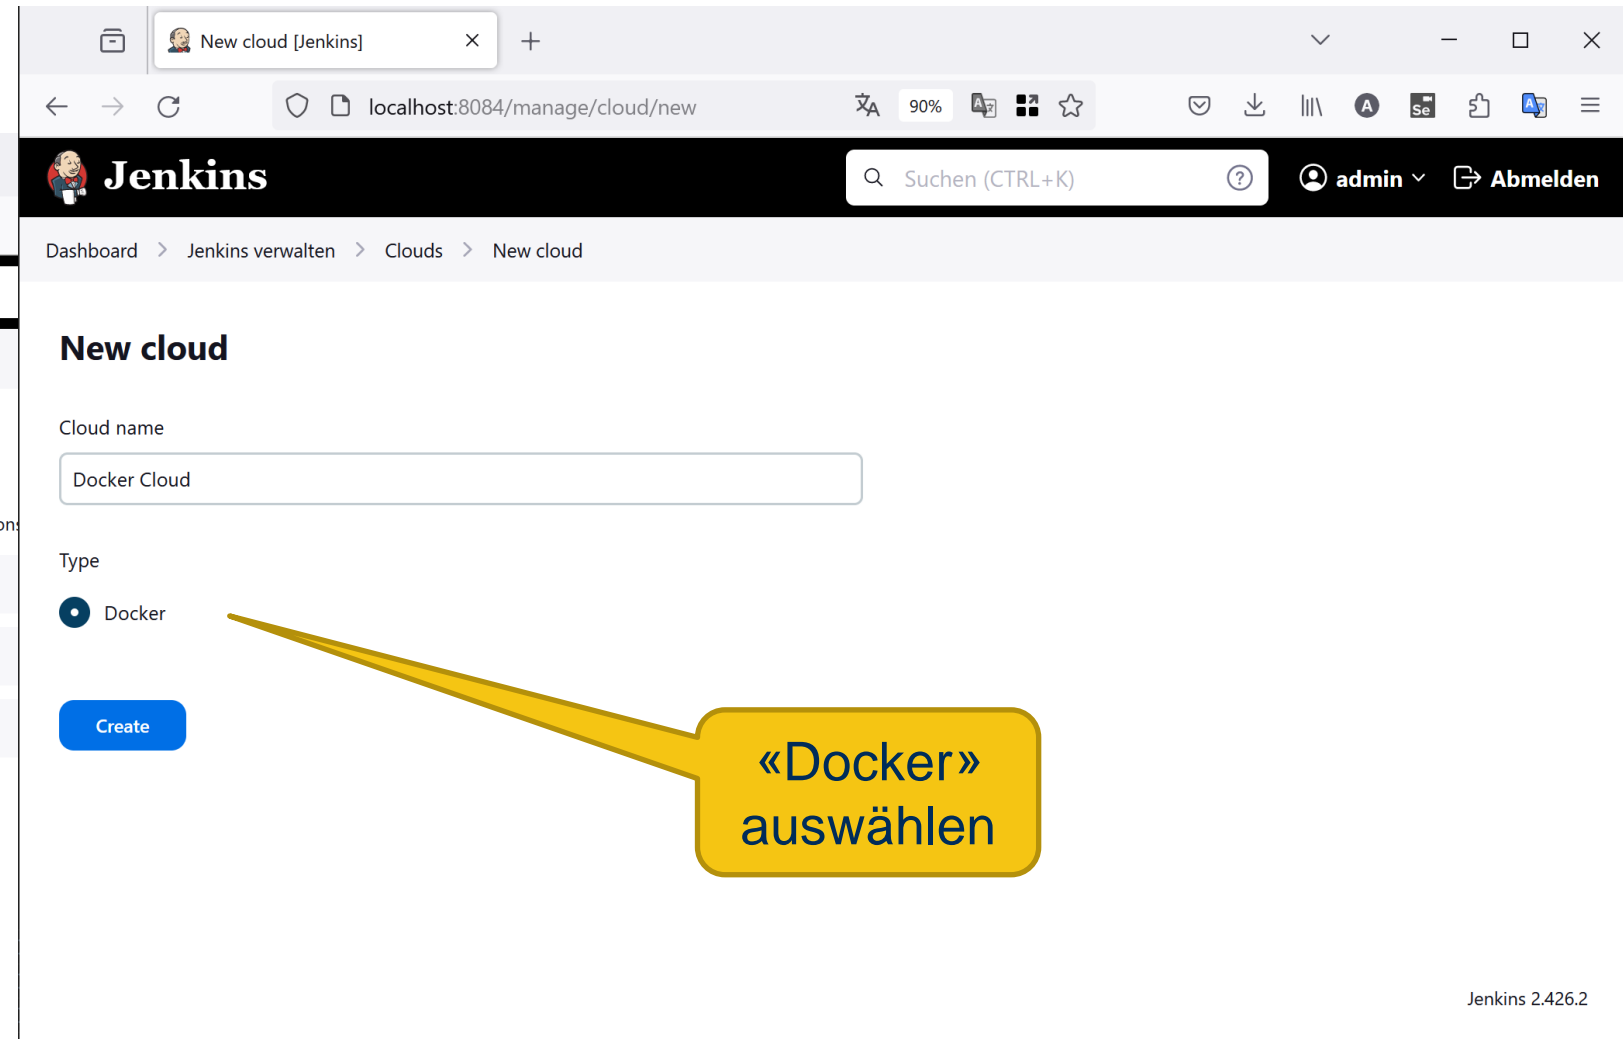 New cloud [Jenkins]
localhost:8084/manage/cloud/new
90%
Jenkins
Suchen (CTRL+K)
admin
Abmelden
Dashboard > Jenkins verwalten > Clouds > New cloud
New cloud
Cloud name
Docker Cloud
ons
Type
Docker
Create
«Docker»
auswählen
Jenkins 2.426.2